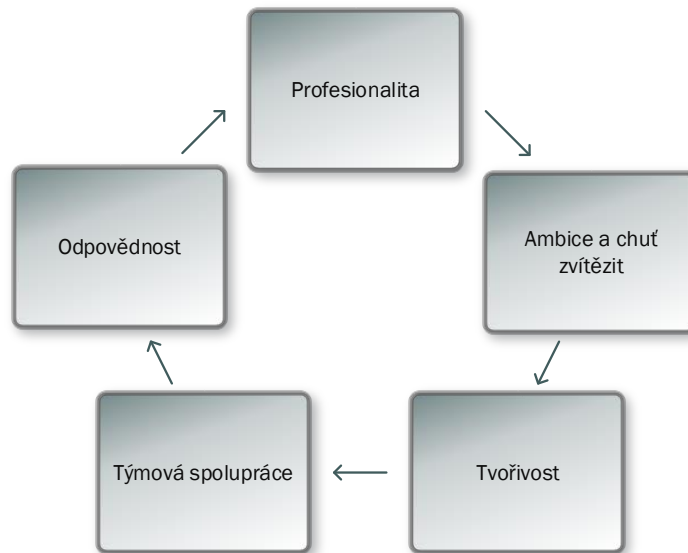 Profesionalita
Ambice a chuť
zvítězit
Tvořivost
Týmová spolupráce
Odpovědnost